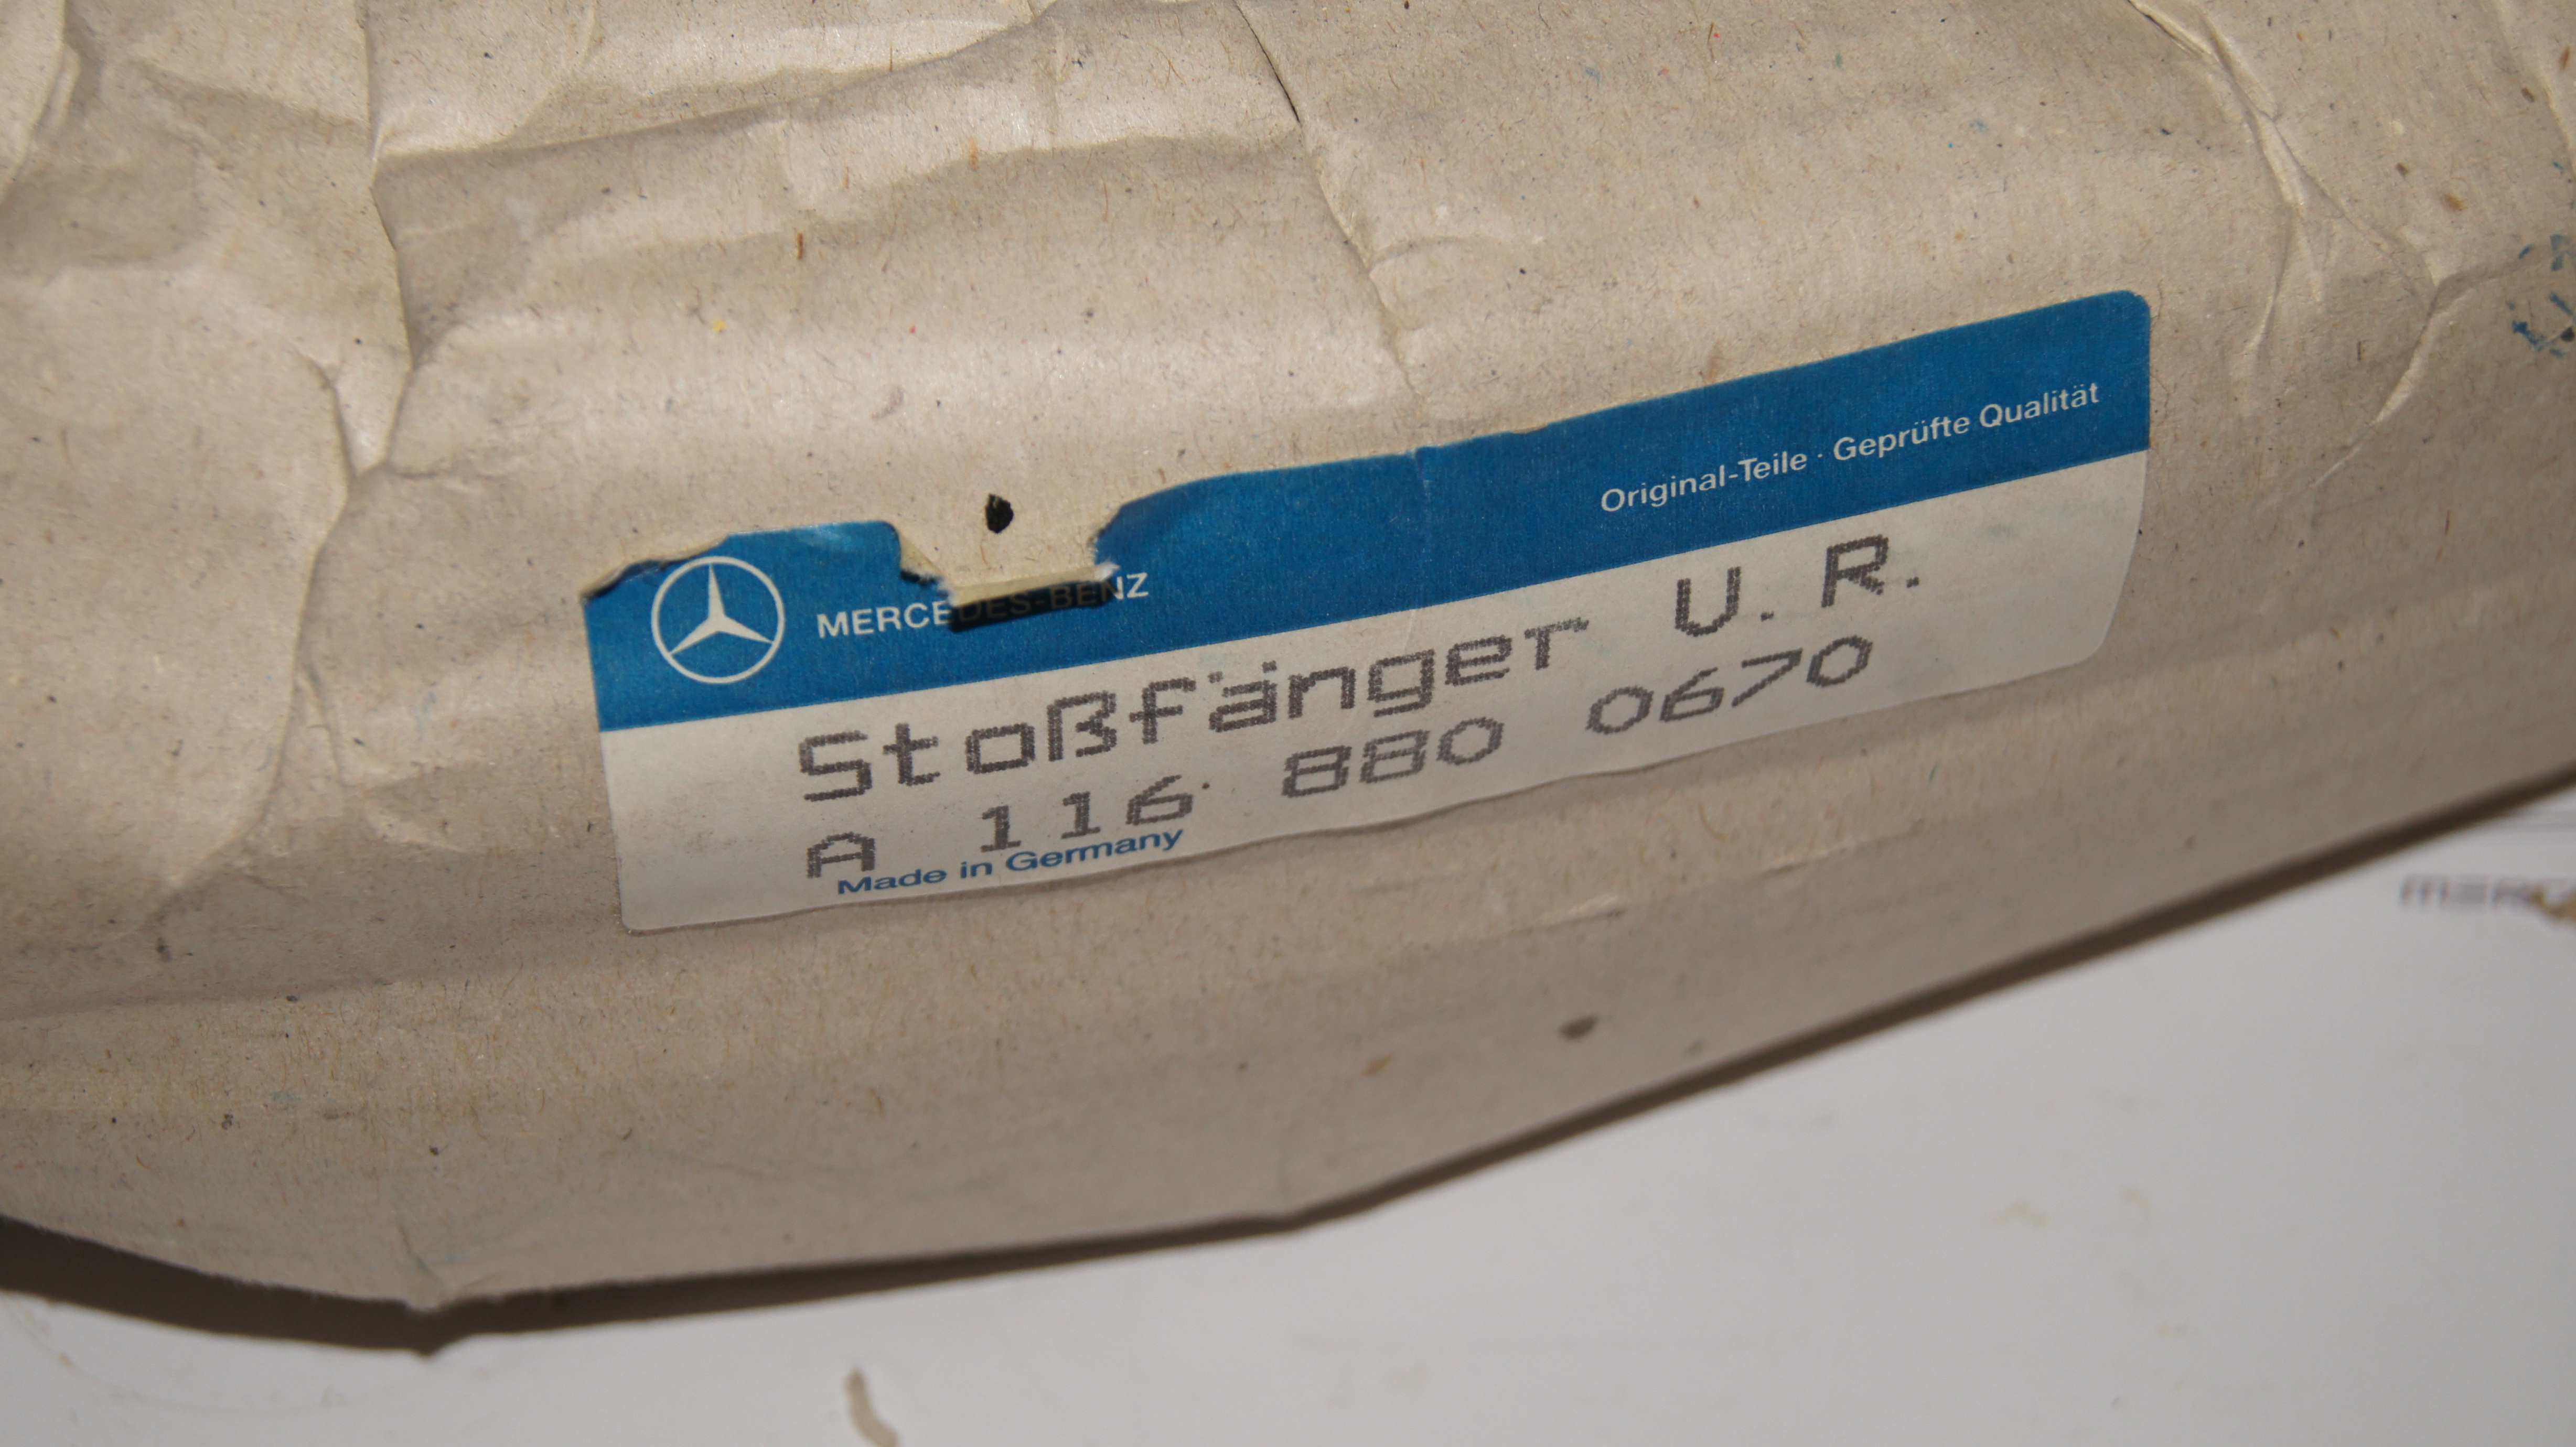 Original-Teile · Geprüfte Qualität
MERCEDES-BENZ
Stoßfänger V. R.
A 116 880 0670
Made in Germany